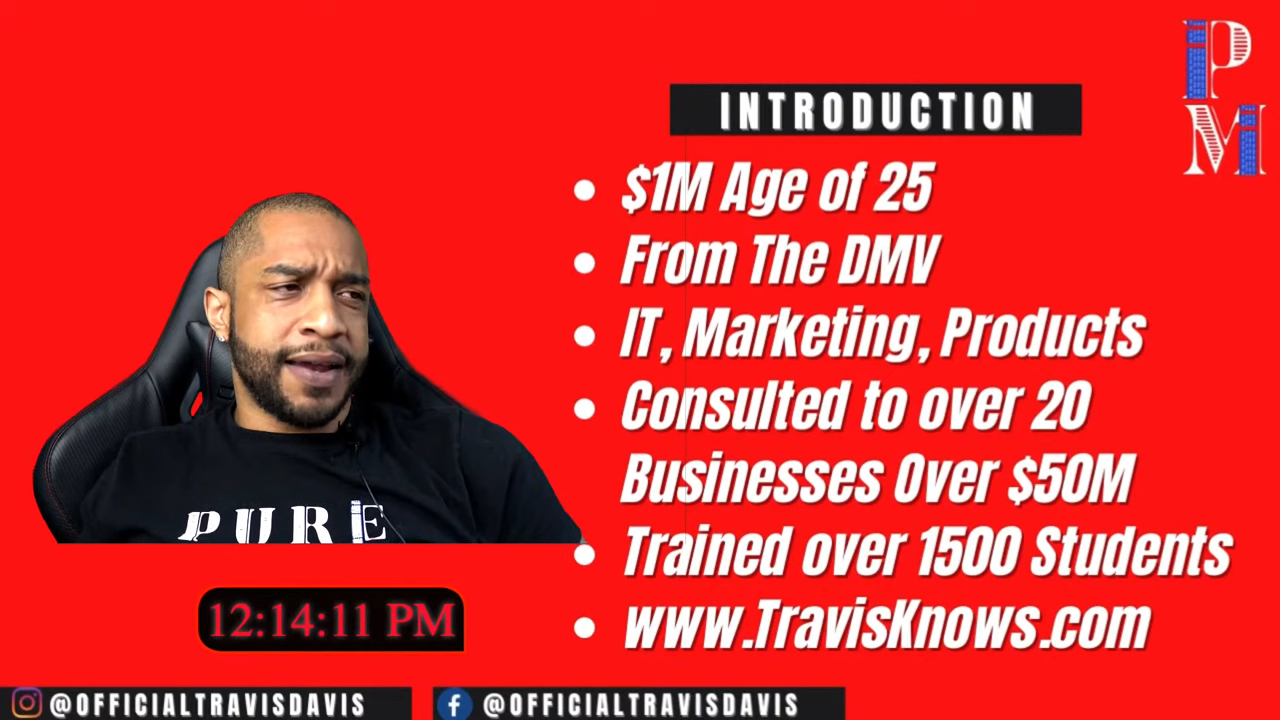 PM
INTRODUCTION
$1M Age of 25
From The DMV
IT, Marketing, Products
Consulted to over 20
Businesses Over $50M
Trained over 1500 Students
www.TravisKnows.com
PURE
12:14:11 PM
@OFFICIALTRAVISDAVIS
@OFFICIALTRAVISDAVIS